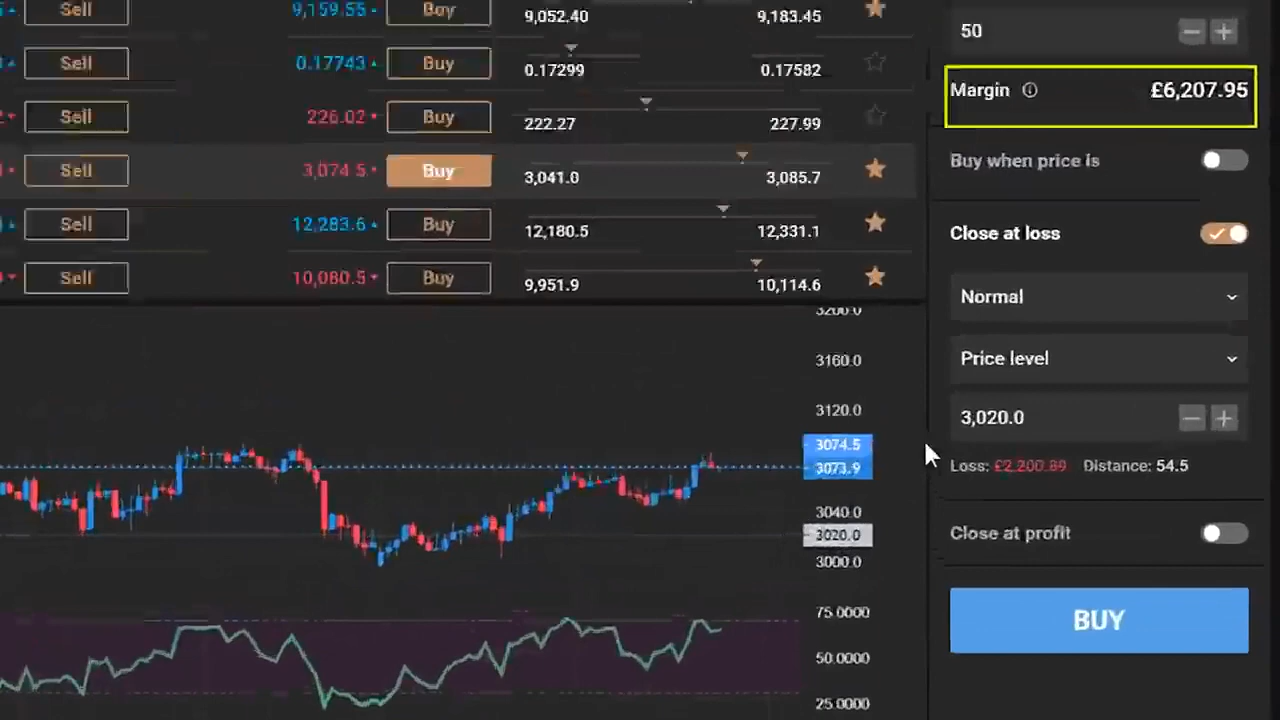 Sell 9,159.55 Buy 9,052.40 9,183.45
Sell 0.17743 Buy 0.17299 0.17582
Sell 226.02 Buy 222.27 227.99
Sell 3,074.5 Buy 3,041.0 3,085.7
Sell 12,283.6 Buy 12,180.5 12,331.1
Sell 10,080.5 Buy 9,951.9 10,114.6
3200.0
3160.0
3120.0
3074.5
3073.9
3040.0
3020.0
3000.0
75.0000
50.0000
25.0000
50
Margin £6,207.95
Buy when price is
Close at loss
Normal
Price level
3,020.0
Loss: £2,200.89 Distance: 54.5
Close at profit
BUY